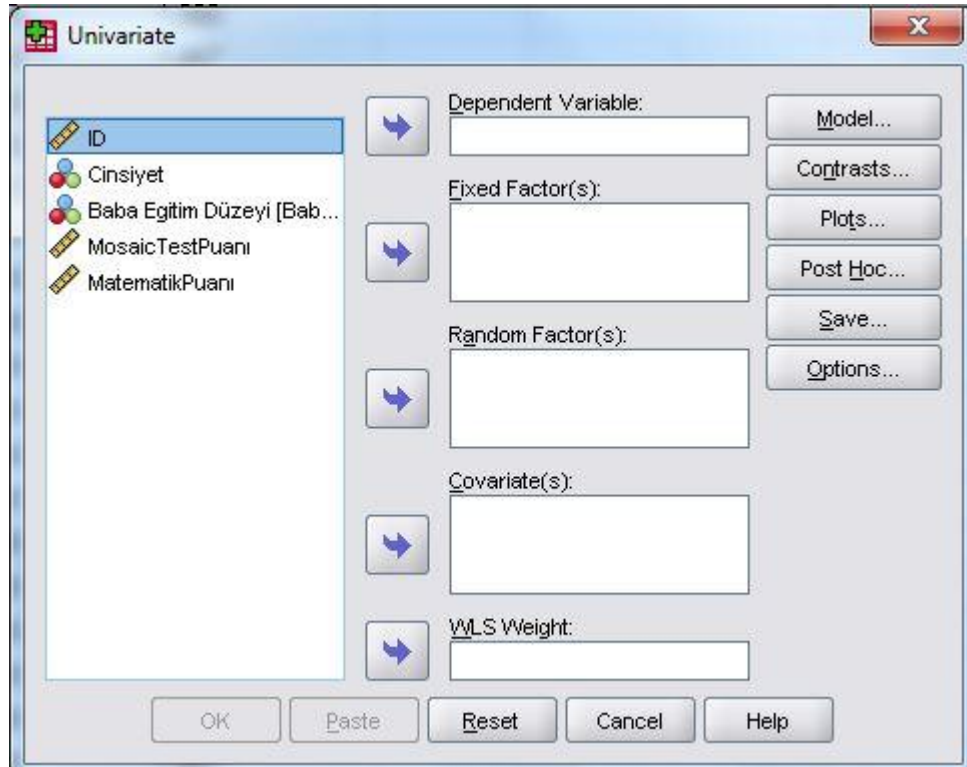 Univariate
ID
Cinsiyet
Baba Egitim Düzeyi [Bab...
MosaicTestPuanı
MatematikPuanı
Dependent Variable:
Fixed Factor(s):
Random Factor(s):
Covariate(s):
WLS Weight:
Model...
Contrasts...
Plots...
Post Hoc...
Save...
Options...
OK
Paste
Reset
Cancel
Help